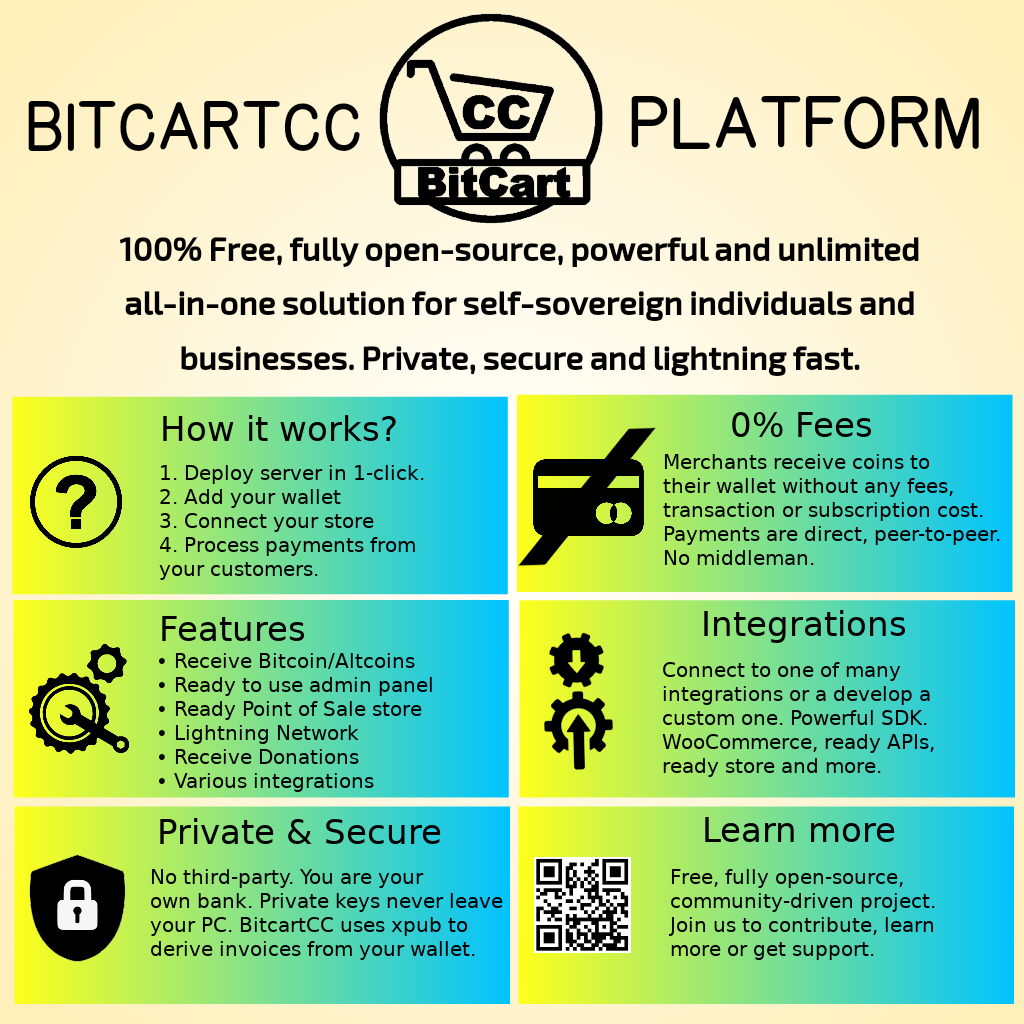 BITCARTCC
CC
BitCart
PLATFORM
100% Free, fully open-source, powerful and unlimited
all-in-one solution for self-sovereign individuals and
businesses. Private, secure and lightning fast.
How it works?
1. Deploy server in 1-click.
2. Add your wallet
3. Connect your store
4. Process payments from
your customers.
0% Fees
Merchants receive coins to
their wallet without any fees,
transaction or subscription cost.
Payments are direct, peer-to-peer.
No middleman.
Features
• Receive Bitcoin/Altcoins
• Ready to use admin panel
• Ready Point of Sale store
• Lightning Network
• Receive Donations
• Various integrations
Integrations
Connect to one of many
integrations or a develop a
custom one. Powerful SDK.
WooCommerce, ready APIs,
ready store and more.
Private & Secure
No third-party. You are your
own bank. Private keys never leave
your PC. BitcartCC uses xpub to
derive invoices from your wallet.
Learn more
Free, fully open-source,
community-driven project.
Join us to contribute, learn
more or get support.